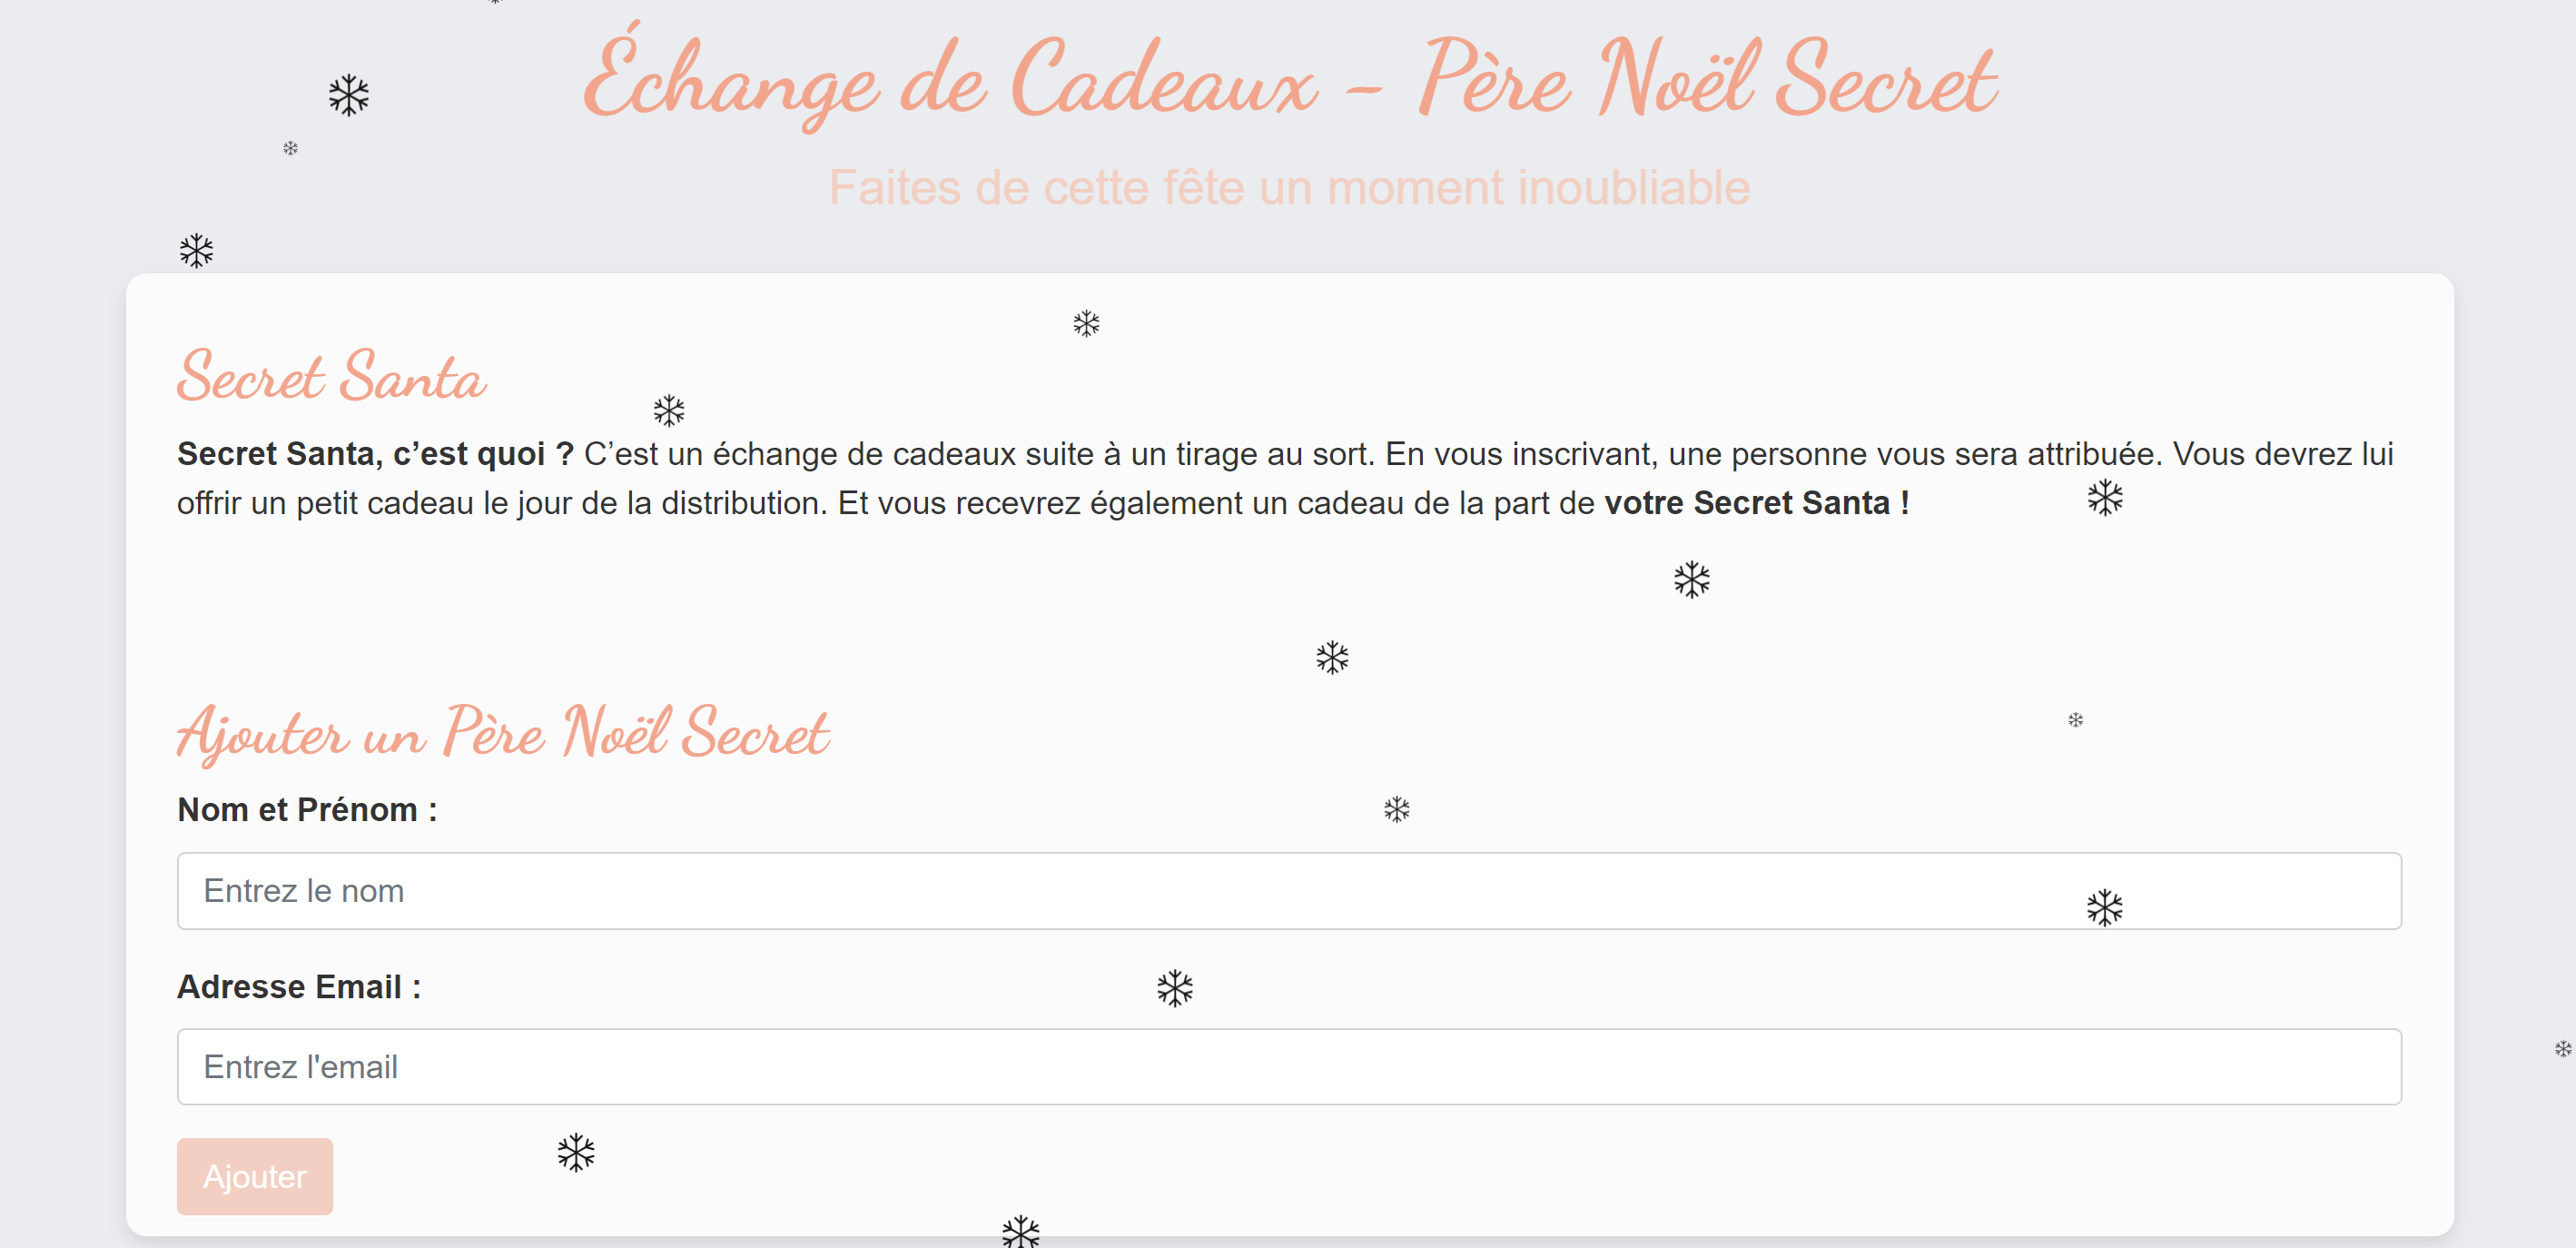 Échange de Cadeaux - Père Noël Secret
Faites de cette fête un moment inoubliable
Secret Santa
Secret Santa, c’est quoi ? C’est un échange de cadeaux suite à un tirage au sort. En vous inscrivant, une personne vous sera attribuée. Vous devrez lui
offrir un petit cadeau le jour de la distribution. Et vous recevrez également un cadeau de la part de votre Secret Santa !
Ajouter un Père Noël Secret
Nom et Prénom :
Entrez le nom
Adresse Email :
Entrez l'email
Ajouter